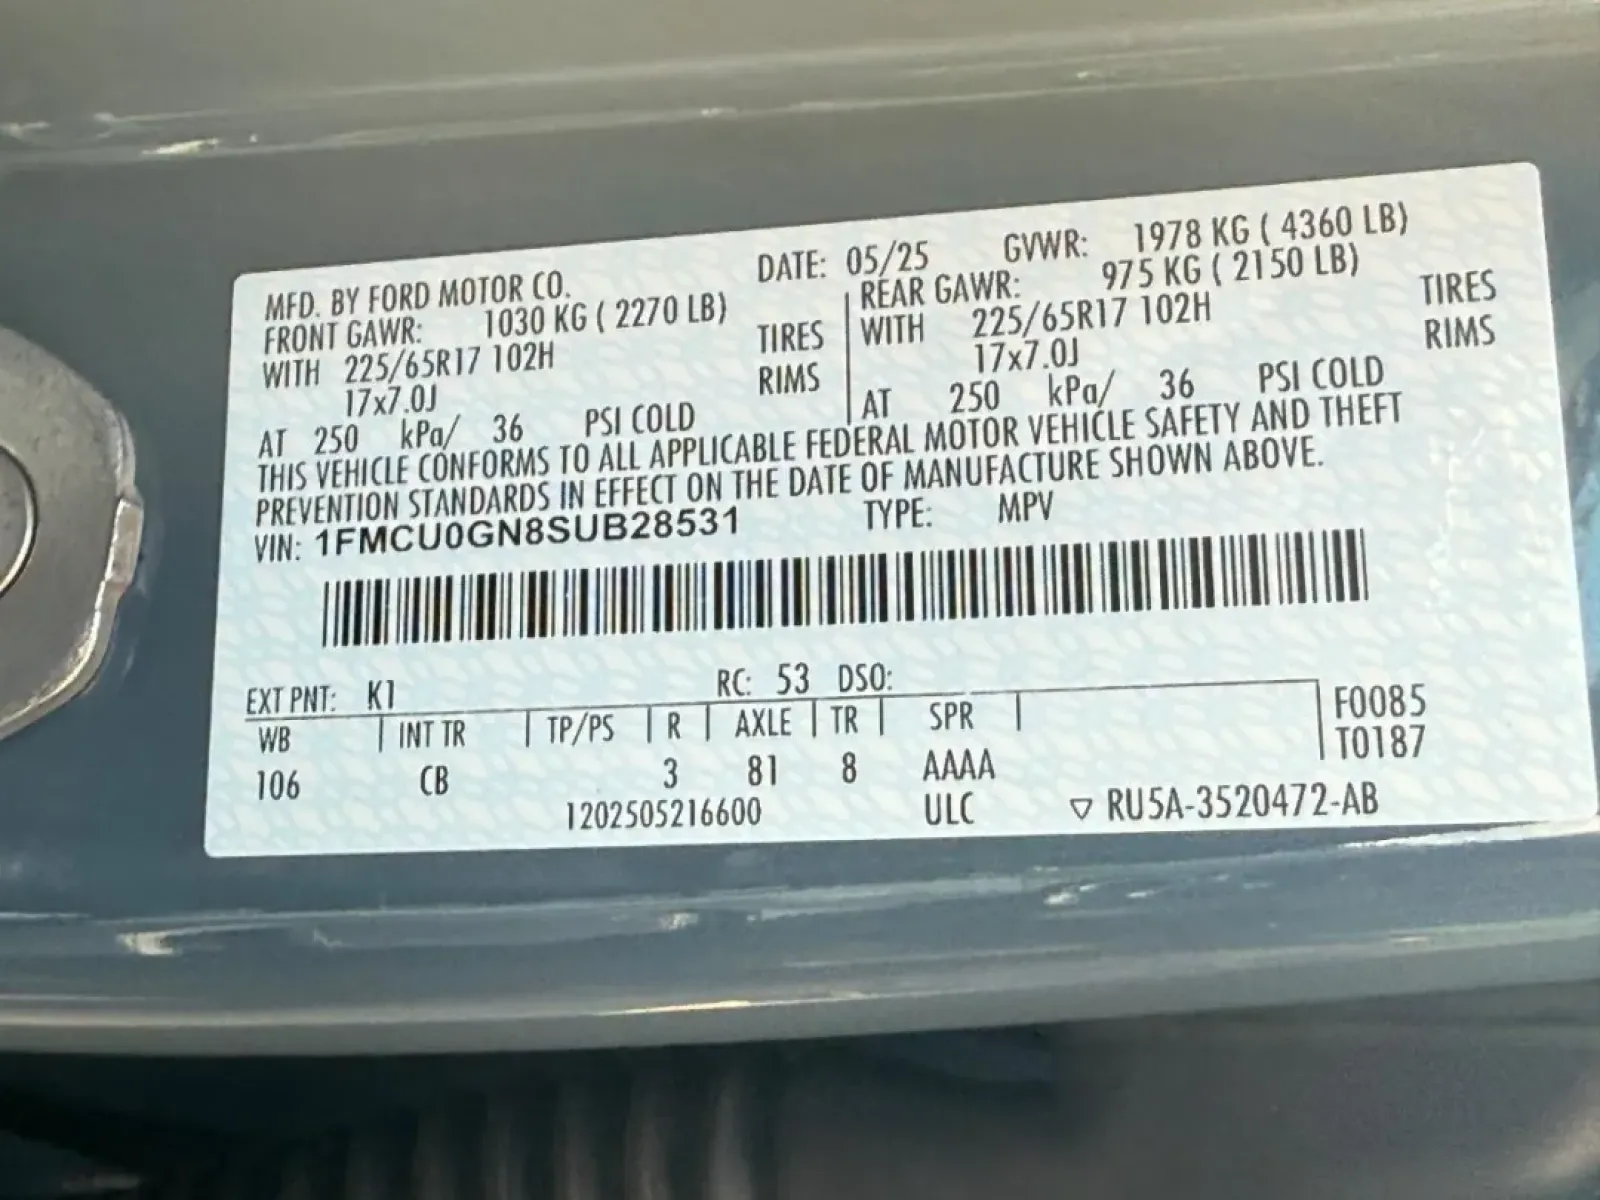 MFD. BY FORD MOTOR CO. DATE: 05/25 GVWR: 1978 KG ( 4360 LB)
FRONT GAWR: 1030 KG ( 2270 LB) REAR GAWR: 975 KG ( 2150 LB)
WITH 225/65R17 102H TIRES WITH 225/65R17 102H TIRES
17x7.0J RIMS 17x7.0J RIMS
AT 250 kPa/ 36 PSI COLD AT 250 kPa/ 36 PSI COLD
THIS VEHICLE CONFORMS TO ALL APPLICABLE FEDERAL MOTOR VEHICLE SAFETY AND THEFT
PREVENTION STANDARDS IN EFFECT ON THE DATE OF MANUFACTURE SHOWN ABOVE.
VIN: 1FMCU0GN8SUB28531 TYPE: MPV
EXT PNT: K1 RC: 53 DSO:
WB INT TR TP/PS R AXLE TR SPR F0085
106 CB 3 81 8 AAAA T0187
1202505216600 ULC ▽ RU5A-3520472-AB